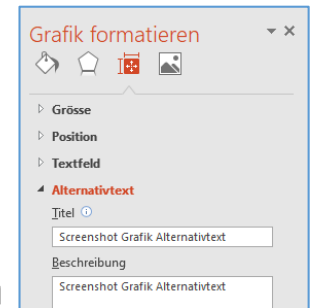 Grafik formatieren
Grösse
Position
Textfeld
Alternativtext
Titel
Screenshot Grafik Alternativtext
Beschreibung
Screenshot Grafik Alternativtext